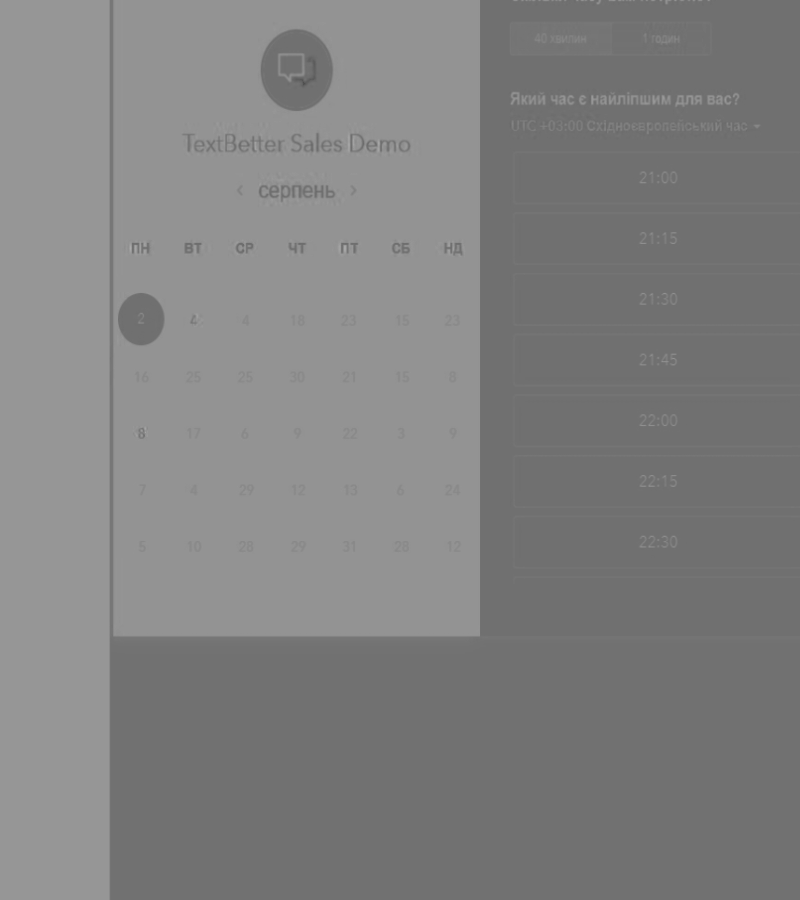 40 хвилин 1 годин
Який час є найліпшим для вас?
UTC +03:00 Східноєвропейський час
TextBetter Sales Demo
‹ серпень ›
ПН ВТ СР ЧТ ПТ СБ НД
2 4 4 18 23 15 23
16 25 25 30 21 15 8
8 17 6 9 22 3 9
7 4 29 12 13 6 24
5 10 28 29 31 28 12
21:00
21:15
21:30
21:45
22:00
22:15
22:30